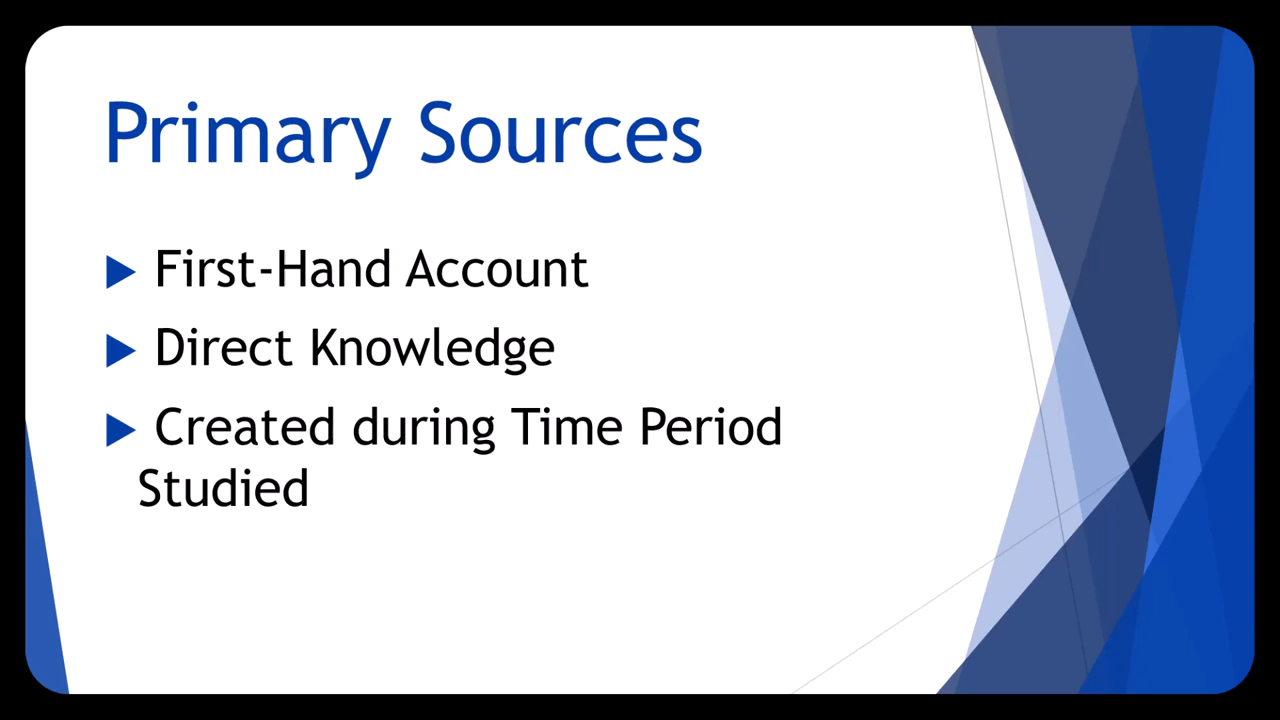 Primary Sources
First-Hand Account
Direct Knowledge
Created during Time Period
Studied